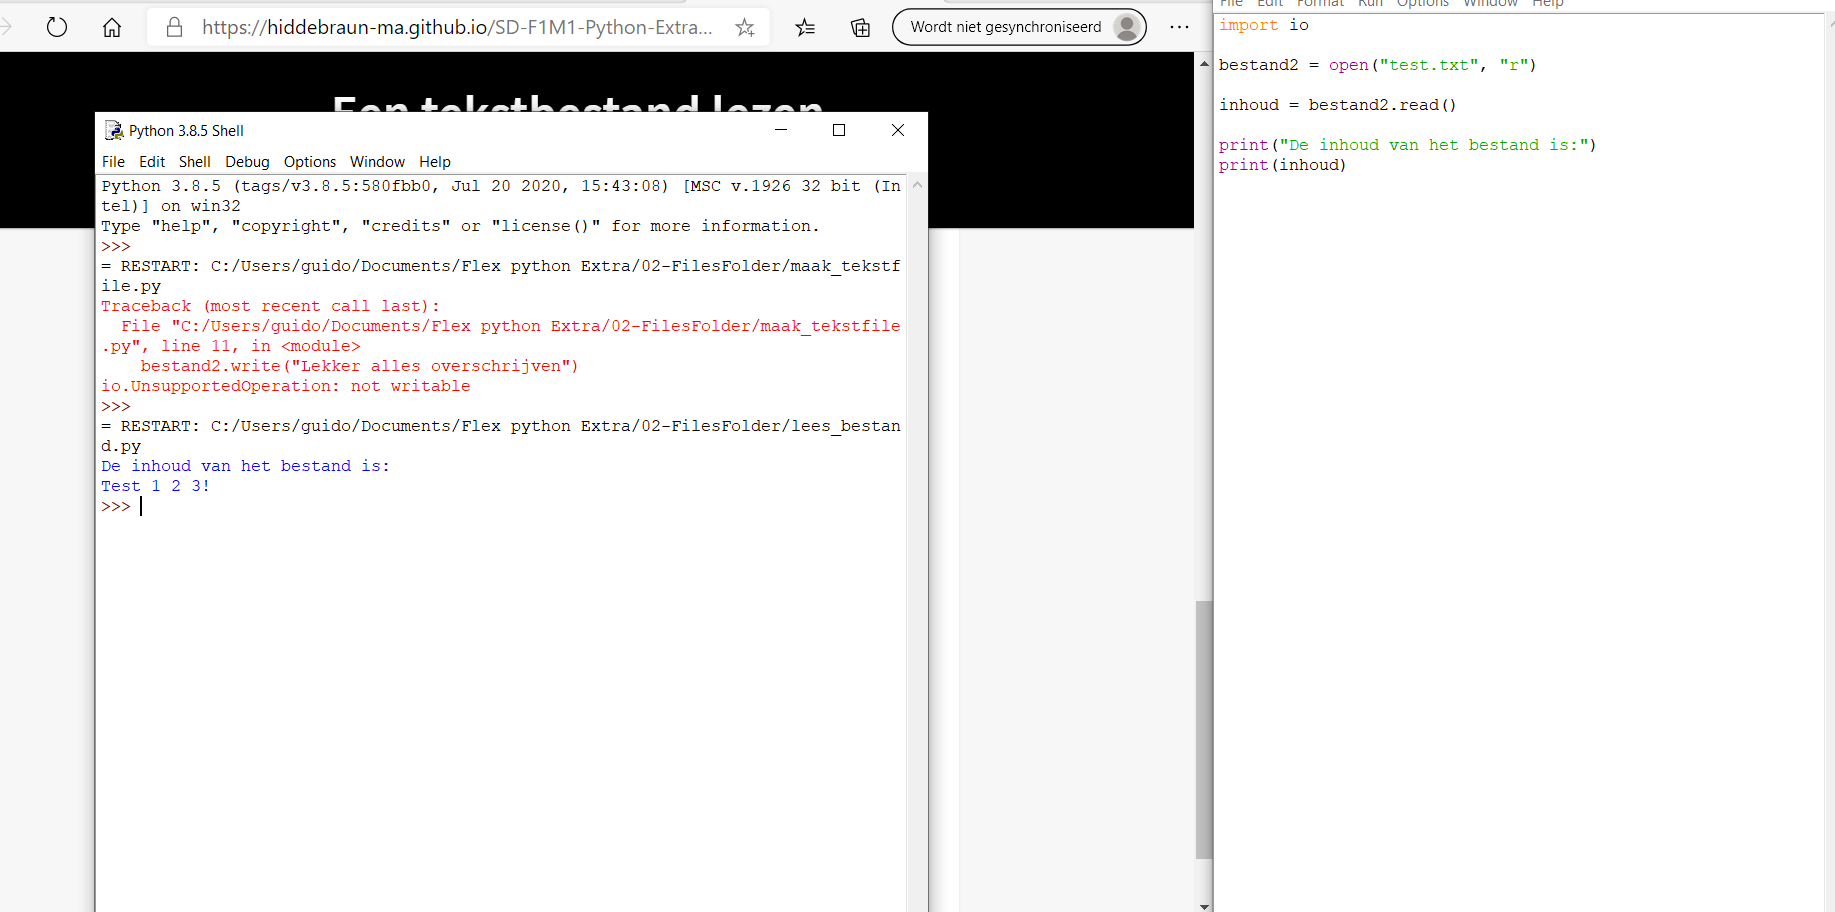 https://hiddebraun-ma.github.io/SD-F1M1-Python-Extra...
Wordt niet gesynchroniseerd
Een tekstbestand lezen
Python 3.8.5 Shell
File Edit Shell Debug Options Window Help
Python 3.8.5 (tags/v3.8.5:580fbb0, Jul 20 2020, 15:43:08) [MSC v.1926 32 bit (In
tel)] on win32
Type "help", "copyright", "credits" or "license()" for more information.
>>>
= RESTART: C:/Users/guido/Documents/Flex python Extra/02-FilesFolder/maak_tekstf
ile.py
Traceback (most recent call last):
  File "C:/Users/guido/Documents/Flex python Extra/02-FilesFolder/maak_tekstfile
.py", line 11, in <module>
    bestand2.write("Lekker alles overschrijven")
io.UnsupportedOperation: not writable
>>>
= RESTART: C:/Users/guido/Documents/Flex python Extra/02-FilesFolder/lees_bestan
d.py
De inhoud van het bestand is:
Test 1 2 3!
>>>
File Edit Format Run Options Window Help
import io
bestand2 = open("test.txt", "r")
inhoud = bestand2.read()
print("De inhoud van het bestand is:")
print(inhoud)